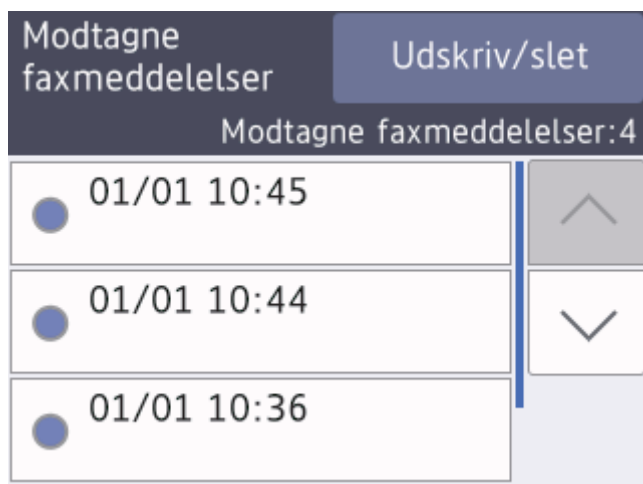 Modtagne
faxmeddelelser
Udskriv/slet
Modtagne faxmeddelelser:4
01/01 10:45
01/01 10:44
01/01 10:36